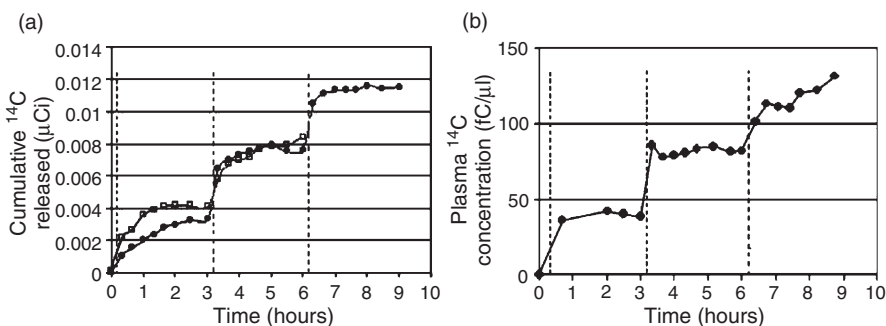 (a)
Cumulative ¹⁴C
released (μCi)
0.014
0.012
0.01
0.008
0.006
0.004
0.002
0
0 1 2 3 4 5 6 7 8 9 10
Time (hours)
(b)
Plasma ¹⁴C
concentration (fC/μl)
150
100
50
0
0 1 2 3 4 5 6 7 8 9 10
Time (hours)